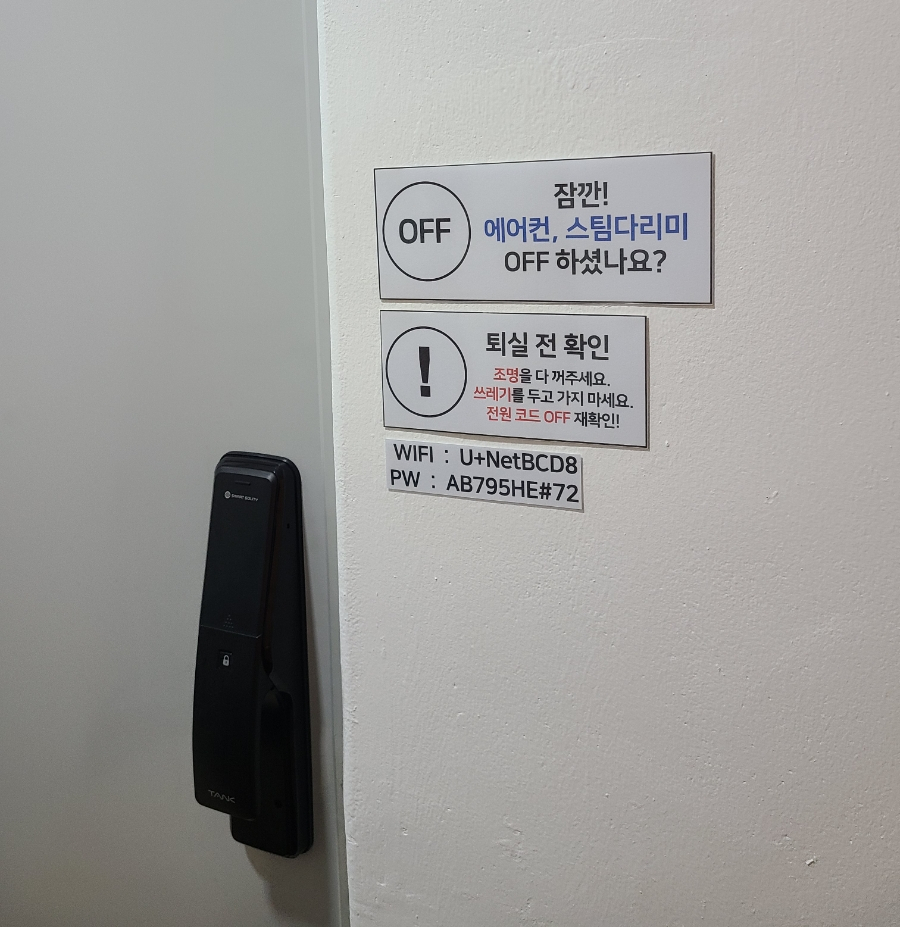 OFF
잠깐!
에어컨, 스팀다리미
OFF 하셨나요?
!
퇴실 전 확인
조명을 다 꺼주세요.
쓰레기를 두고 가지 마세요.
전원 코드 OFF 재확인!!
WIFI : U+NetBCD8
PW : AB795HE#72
TANK